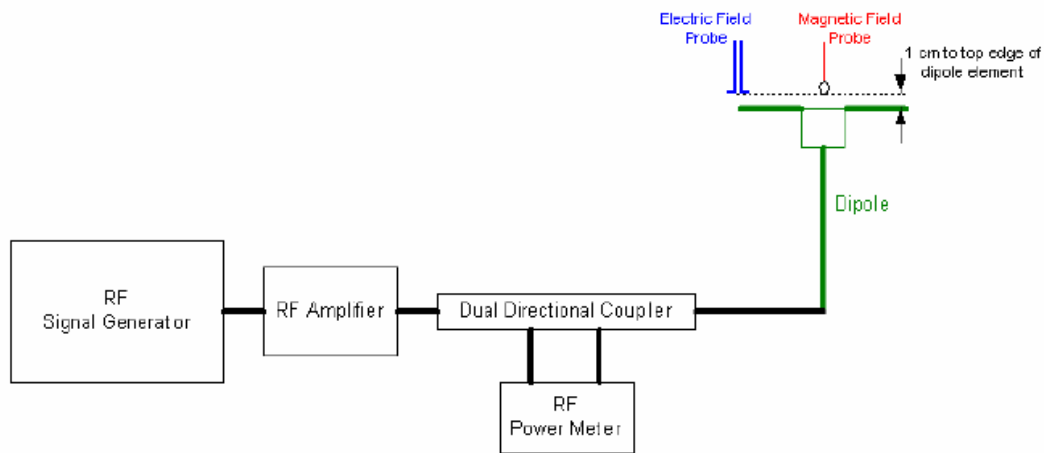 Electric Field
Probe
Magnetic Field
Probe
1 cm to top edge of
dipole element
Dipole
RF
Signal Generator
RF Amplifier
Dual Directional Coupler
RF
Power Meter